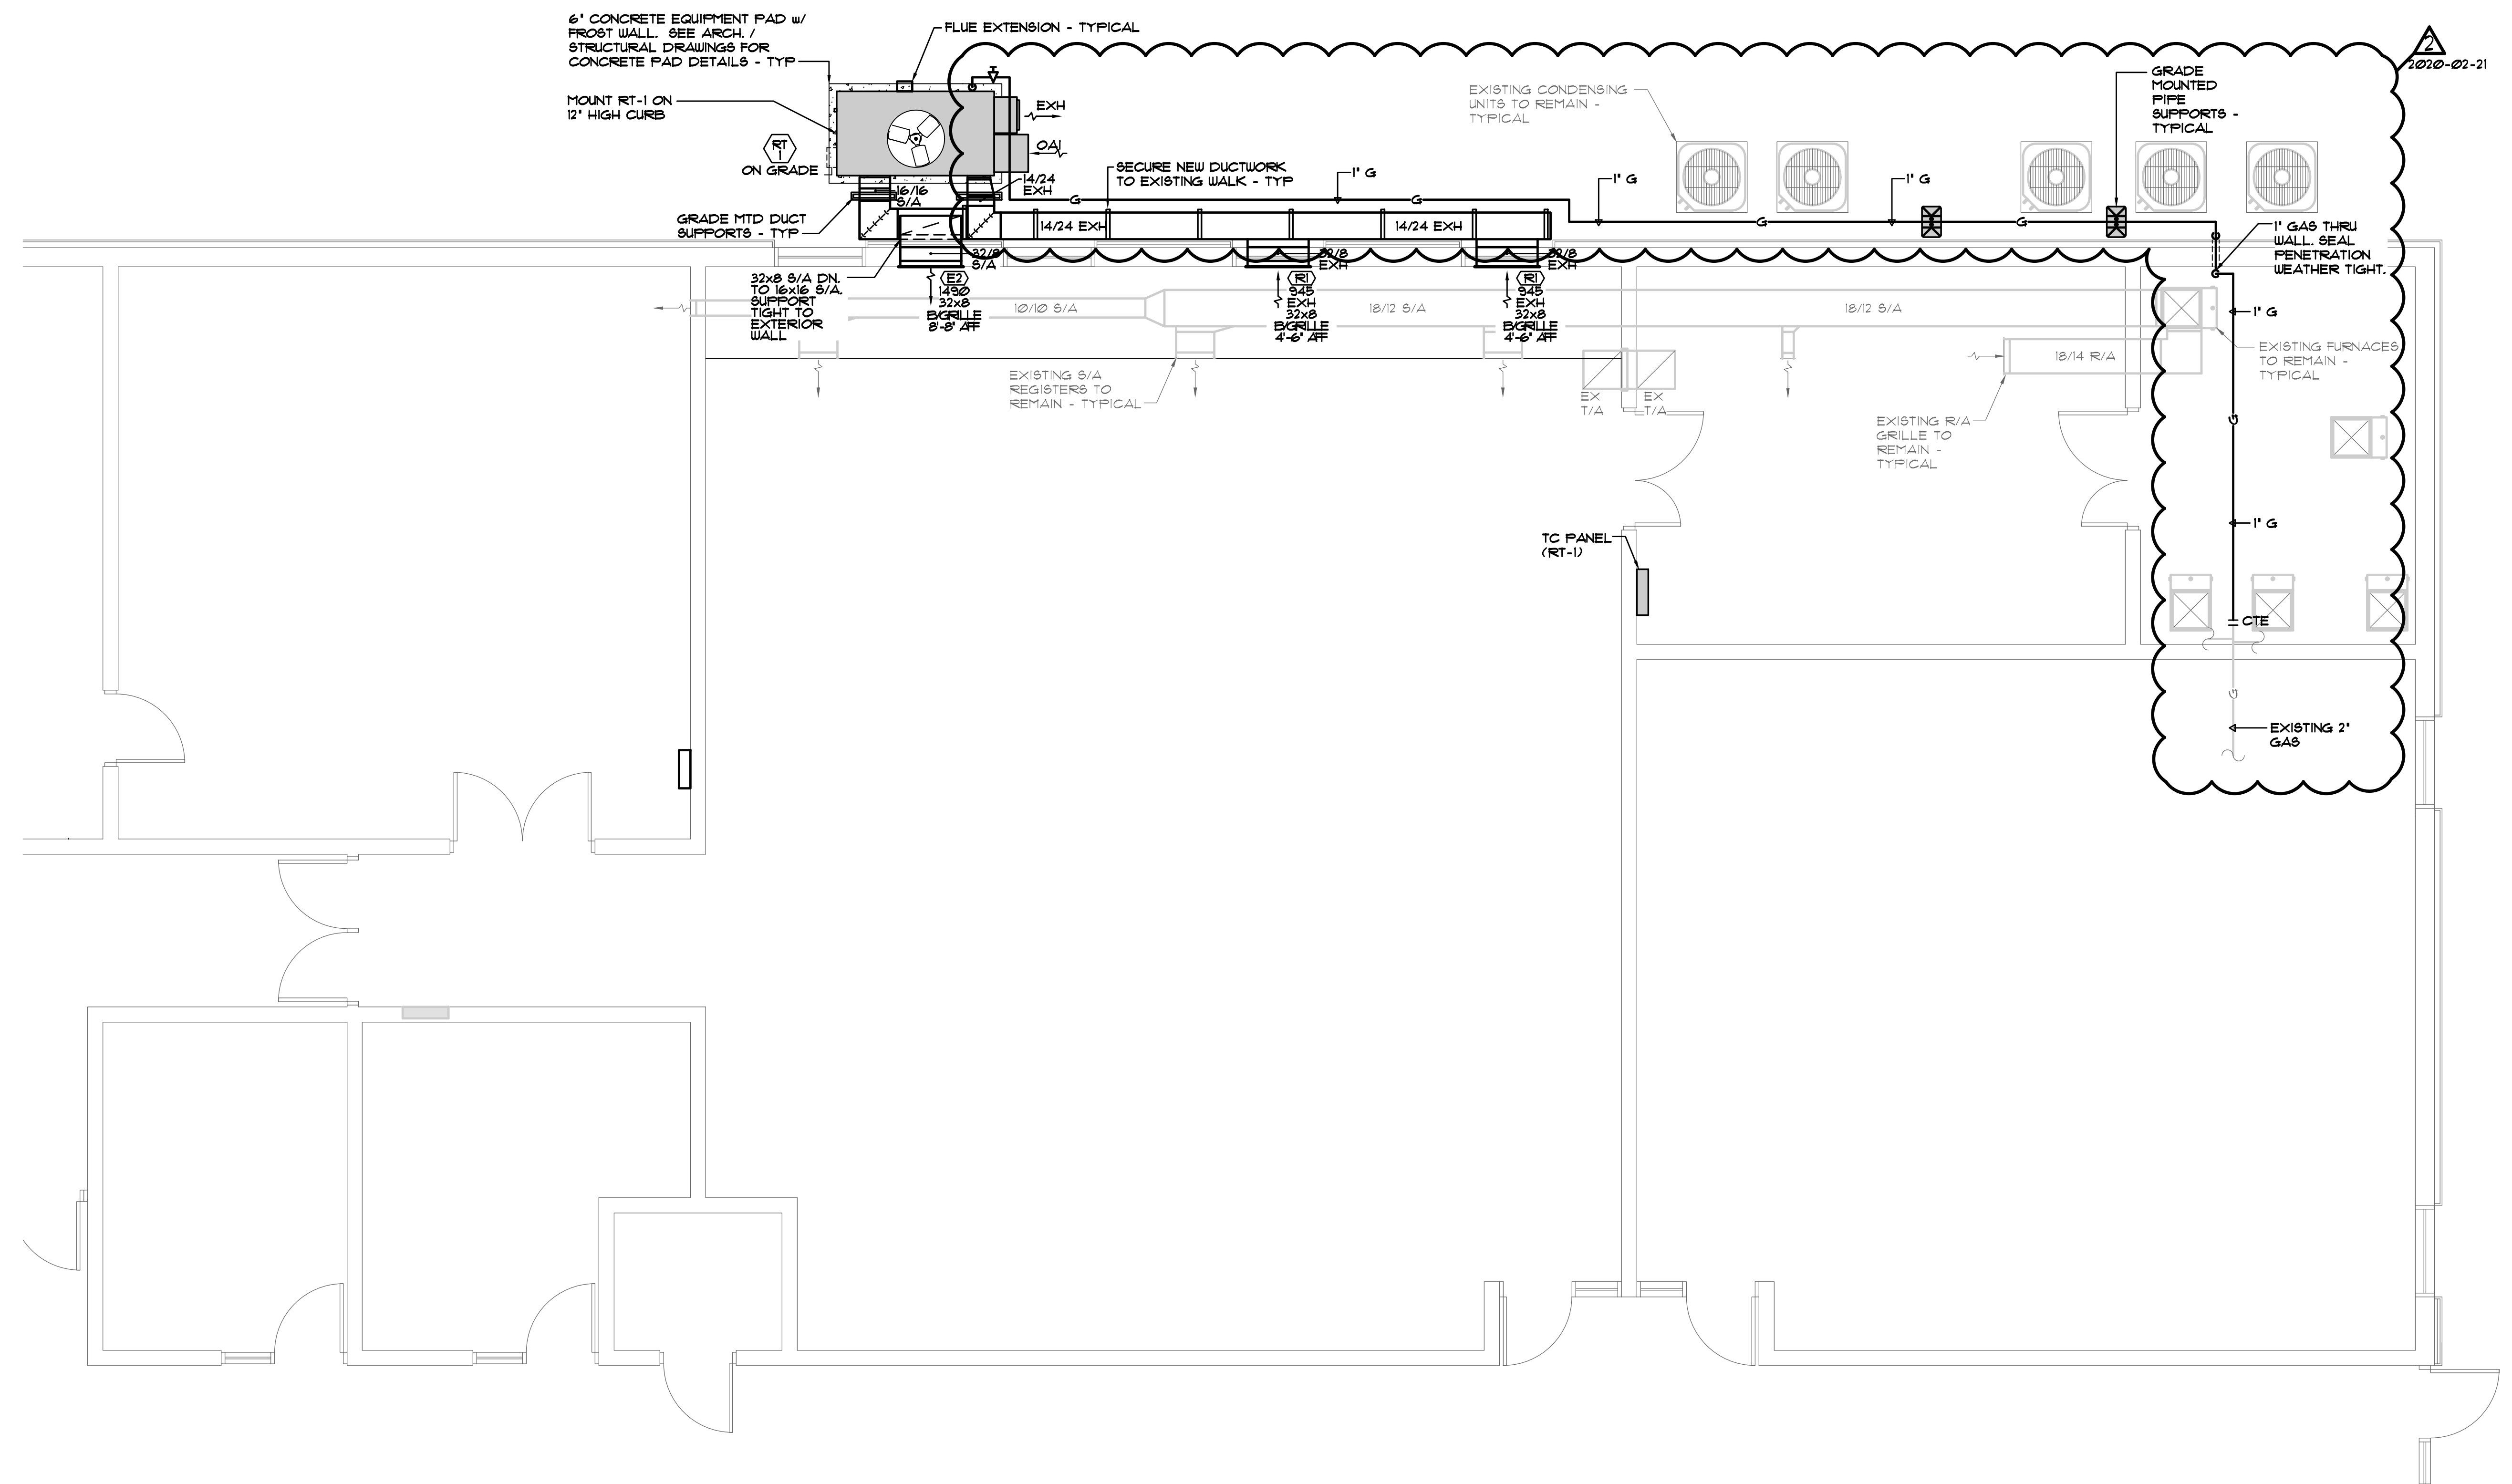 6" CONCRETE EQUIPMENT PAD w/
FROST WALL. SEE ARCH. /
STRUCTURAL DRAWINGS FOR
CONCRETE PAD DETAILS - TYP
FLUE EXTENSION - TYPICAL
2
2020-02-21
MOUNT RT-1 ON
12" HIGH CURB
RT
1
ON GRADE
EXH
OAI
16/16
S/A
14/24
EXH
GRADE MTD DUCT
SUPPORTS - TYP
SECURE NEW DUCTWORK
TO EXISTING WALK - TYP
1" G
1" G
1" G
EXISTING CONDENSING
UNITS TO REMAIN -
TYPICAL
GRADE
MOUNTED
PIPE
SUPPORTS -
TYPICAL
G
G
G
G
14/24 EXH
14/24 EXH
1" GAS THRU
WALL. SEAL
PENETRATION
WEATHER TIGHT.
32x8 S/A DN.
TO 16x16 S/A.
SUPPORT
TIGHT TO
EXTERIOR
WALL
32/8
S/A
E2
1490
32x8
E/GRILLE
8'-8" AFF
32/8
EXH
R1
945
EXH
32x8
E/GRILLE
4'-6" AFF
32/8
EXH
R1
945
EXH
32x8
E/GRILLE
4'-6" AFF
10/10 S/A
18/12 S/A
18/12 S/A
1" G
18/14 R/A
EXISTING FURNACES
TO REMAIN -
TYPICAL
EXISTING S/A
REGISTERS TO
REMAIN - TYPICAL
EX
T/A
EX
T/A
EXISTING R/A
GRILLE TO
REMAIN -
TYPICAL
G
1" G
TC PANEL
(RT-1)
CTE
G
EXISTING 2"
GAS